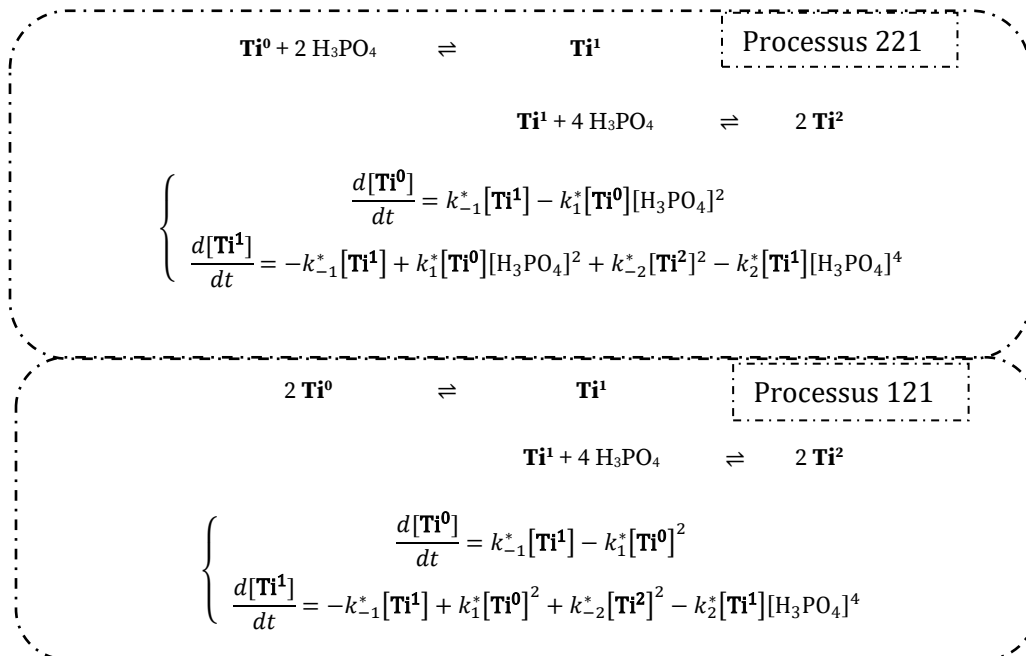 Ti⁰ + 2 H₃PO₄ ⇌ Ti¹ Processus 221
Ti¹ + 4 H₃PO₄ ⇌ 2 Ti²
d[Ti⁰]/dt = k*₋₁[Ti¹] − k*₁[Ti⁰][H₃PO₄]²
d[Ti¹]/dt = −k*₋₁[Ti¹] + k*₁[Ti⁰][H₃PO₄]² + k*₋₂[Ti²]² − k*₂[Ti¹][H₃PO₄]⁴
2 Ti⁰ ⇌ Ti¹ Processus 121
Ti¹ + 4 H₃PO₄ ⇌ 2 Ti²
d[Ti⁰]/dt = k*₋₁[Ti¹] − k*₁[Ti⁰]²
d[Ti¹]/dt = −k*₋₁[Ti¹] + k*₁[Ti⁰]² + k*₋₂[Ti²]² − k*₂[Ti¹][H₃PO₄]⁴